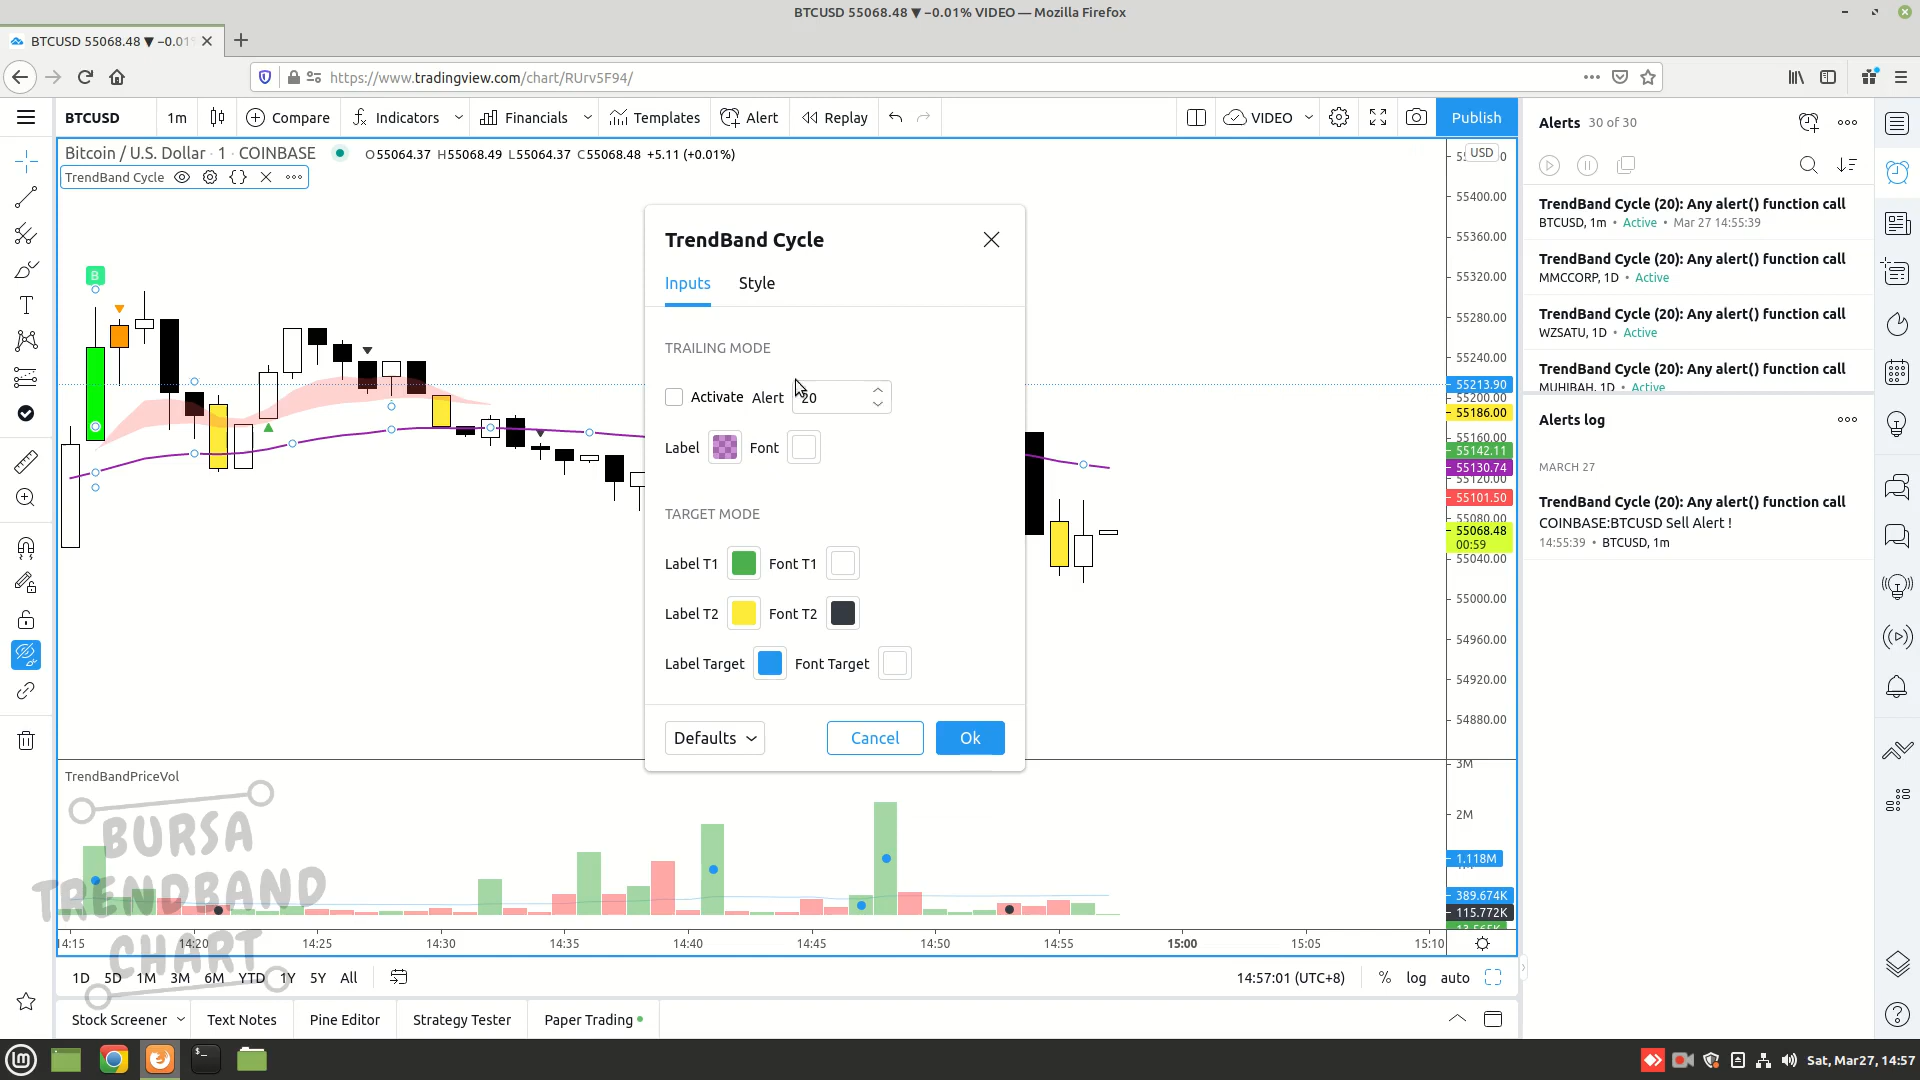 BTCUSD 55068.48 ▼ −0.01% VIDEO — Mozilla Firefox
BTCUSD 55068.48 ▼ −0.01%
https://www.tradingview.com/chart/RUrv5F94/
BTCUSD 1m Compare Indicators Financials Templates Alert Replay VIDEO Publish
Bitcoin / U.S. Dollar · 1 · COINBASE O55064.37 H55068.49 L55064.37 C55068.48 +5.11 (+0.01%)
TrendBand Cycle
B
USD
55400.00
55360.00
55320.00
55280.00
55240.00
55213.90
55200.00
55186.00
55160.00
55142.11
55130.74
55120.00
55101.50
55080.00
55068.48
00:59
55040.00
55000.00
54960.00
54920.00
54880.00
TrendBand Cycle
Inputs Style
TRAILING MODE
Activate Alert 20
Label Font
TARGET MODE
Label T1 Font T1
Label T2 Font T2
Label Target Font Target
Defaults Cancel Ok
TrendBandPriceVol
3M
2M
1.118M
389.674K
115.772K
13.565K
BURSA
TRENDBAND
CHART
14:15 14:20 14:25 14:30 14:35 14:40 14:45 14:50 14:55 15:00 15:05 15:10
1D 5D 1M 3M 6M YTD 1Y 5Y All 14:57:01 (UTC+8) % log auto
Stock Screener Text Notes Pine Editor Strategy Tester Paper Trading
Alerts 30 of 30
TrendBand Cycle (20): Any alert() function call
BTCUSD, 1m • Active • Mar 27 14:55:39
TrendBand Cycle (20): Any alert() function call
MMCCORP, 1D • Active
TrendBand Cycle (20): Any alert() function call
WZSATU, 1D • Active
TrendBand Cycle (20): Any alert() function call
MUHIBAH, 1D • Active
Alerts log
MARCH 27
TrendBand Cycle (20): Any alert() function call
COINBASE:BTCUSD Sell Alert !
14:55:39 • BTCUSD, 1m
Sat, Mar27, 14:57